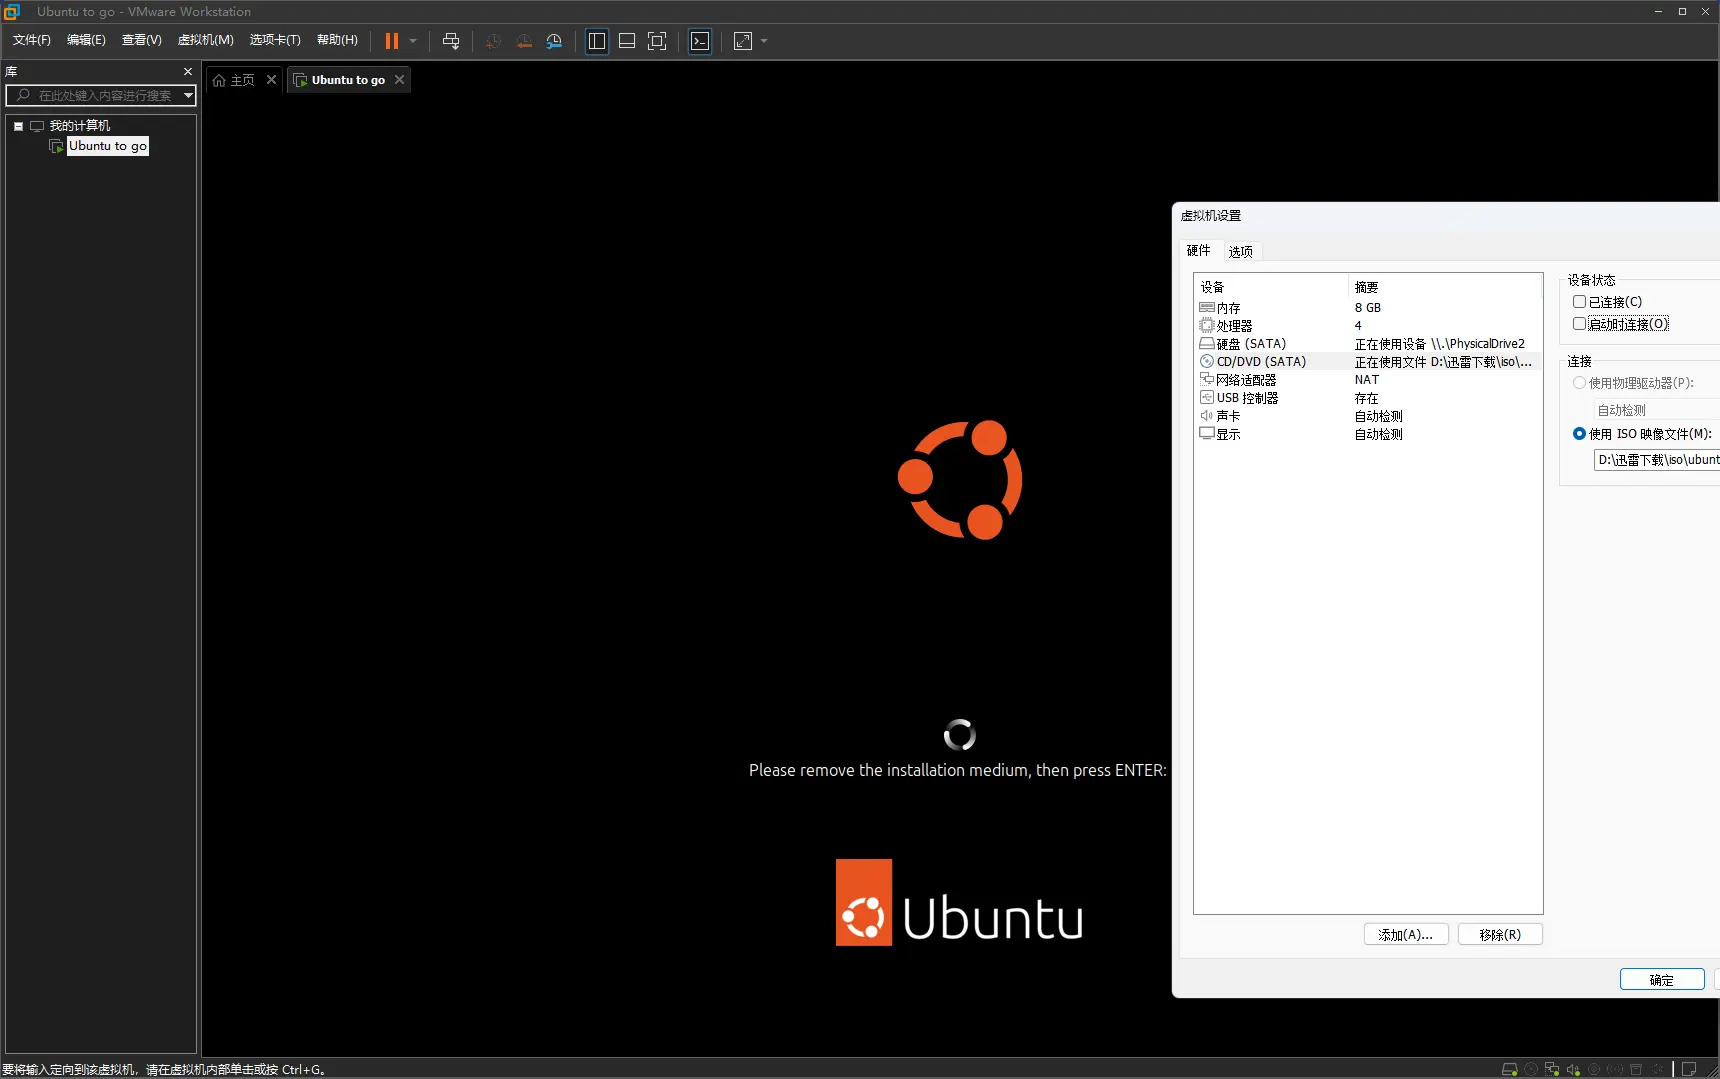 Ubuntu to go - VMware Workstation
文件(F) 编辑(E) 查看(V) 虚拟机(M) 选项卡(T) 帮助(H)
库
在此处键入内容进行搜索
我的计算机
Ubuntu to go
主页 Ubuntu to go
Please remove the installation medium, then press ENTER:
Ubuntu
虚拟机设置
硬件 选项
设备 摘要
内存 8 GB
处理器 4
硬盘 (SATA) 正在使用设备 \\.\PhysicalDrive2
CD/DVD (SATA) 正在使用文件 D:\迅雷下载\iso\...
网络适配器 NAT
USB 控制器 存在
声卡 自动检测
显示 自动检测
添加(A)... 移除(R)
设备状态
已连接(C)
启动时连接(O)
连接
使用物理驱动器(P):
自动检测
使用 ISO 映像文件(M):
D:\迅雷下载\iso\ubunt
确定
要将输入定向到该虚拟机，请在虚拟机内部单击或按 Ctrl+G。